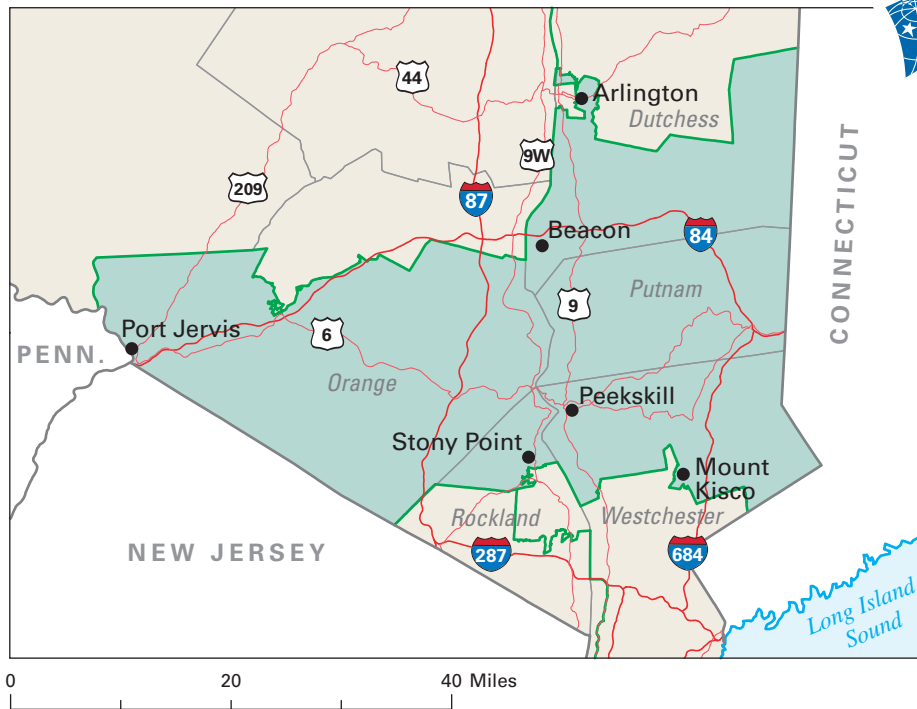 44
Arlington
Dutchess
9W
209
87
CONNECTICUT
Beacon
84
Putnam
9
6
Port Jervis
PENN.
Orange
Peekskill
Stony Point
Mount
Kisco
Rockland
Westchester
NEW JERSEY
287
684
Long Island
Sound
0 20 40 Miles